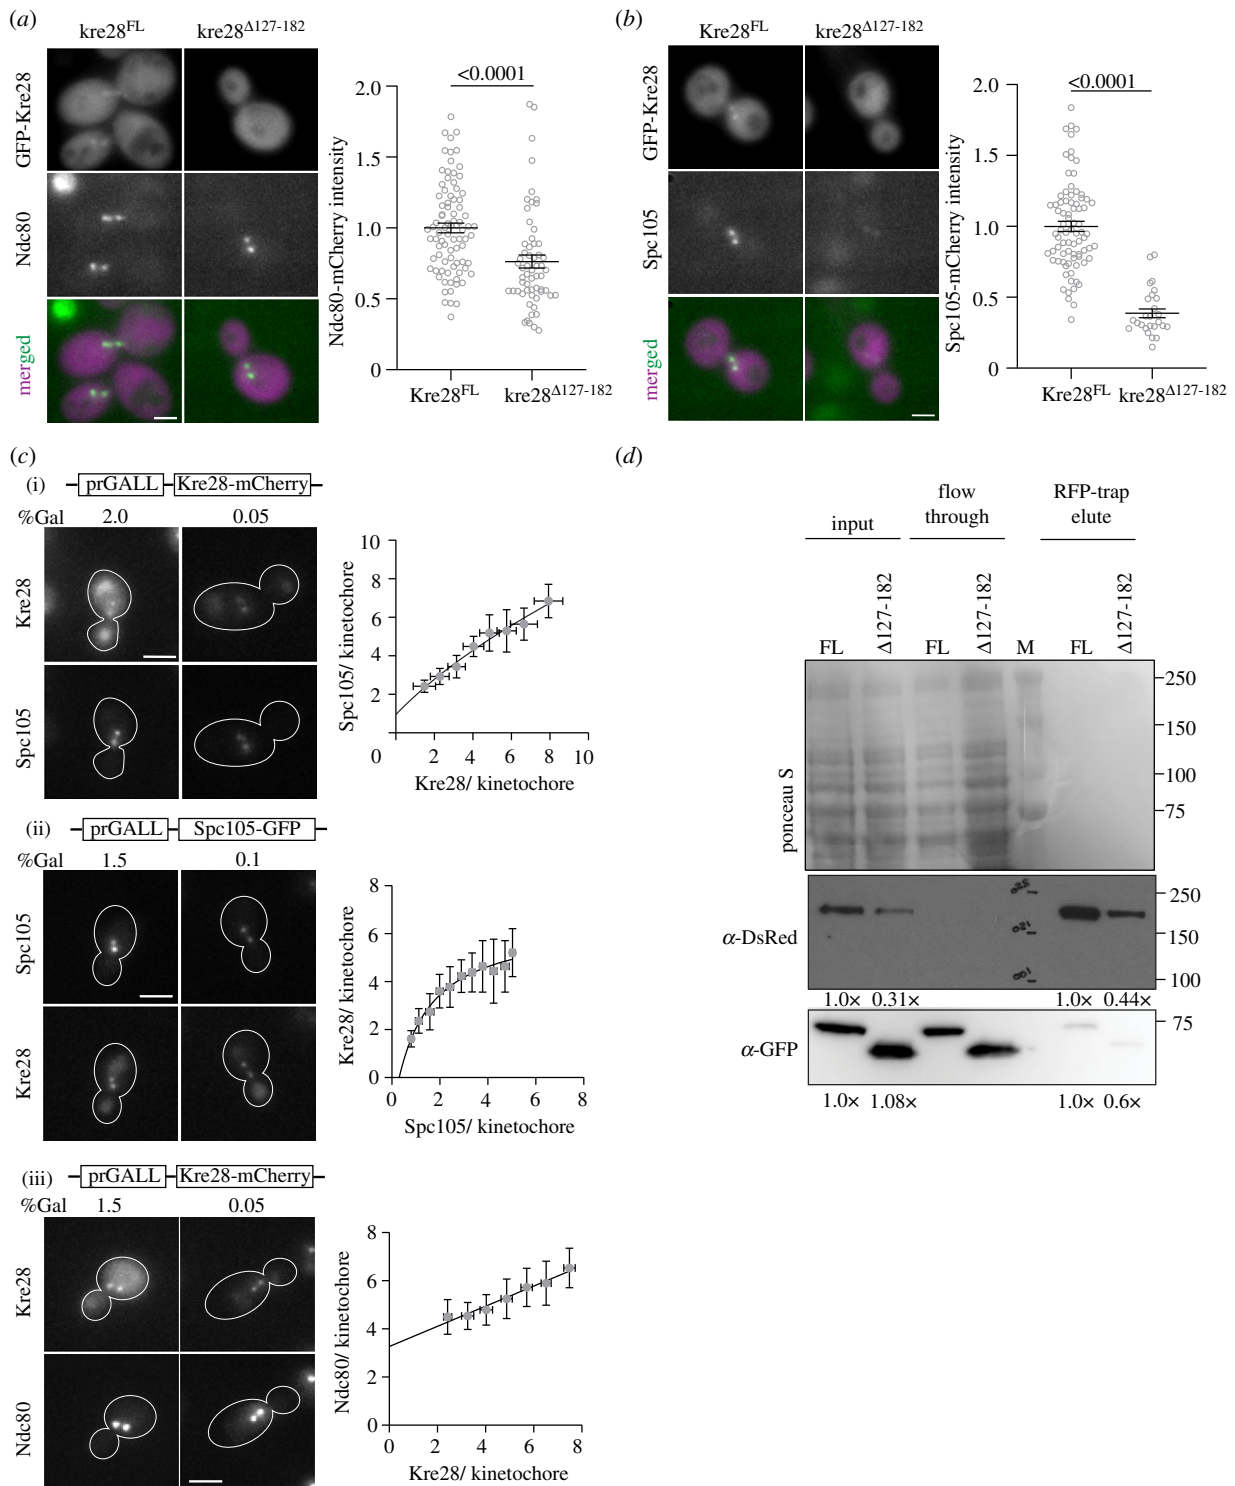 (a)
kre28FL kre28Δ127-182
GFP-Kre28
Ndc80
merged
Ndc80-mCherry intensity
2.0
1.5
1.0
0.5
0
<0.0001
Kre28FL kre28Δ127-182
(b)
Kre28FL kre28Δ127-182
GFP-Kre28
Spc105
merged
Spc105-mCherry intensity
2.0
1.5
1.0
0.5
0
<0.0001
Kre28FL kre28Δ127-182
(c)
(i) prGALL Kre28-mCherry
%Gal 2.0 0.05
Kre28
Spc105
Spc105/ kinetochore
10
8
6
4
2
0 2 4 6 8 10
Kre28/ kinetochore
(ii) prGALL Spc105-GFP
%Gal 1.5 0.1
Spc105
Kre28
Kre28/ kinetochore
8
6
4
2
0
0 2 4 6 8
Spc105/ kinetochore
(iii) prGALL Kre28-mCherry
%Gal 1.5 0.05
Kre28
Ndc80
Ndc80/ kinetochore
8
6
4
2
0
0 2 4 6 8
Kre28/ kinetochore
(d)
input
flow
through
RFP-trap
elute
FL Δ127-182 FL Δ127-182 M FL Δ127-182
ponceau S
250
150
100
75
α-DsRed
250
150
100
250
150
100
1.0× 0.31× 1.0× 0.44×
α-GFP
75
1.0× 1.08× 1.0× 0.6×